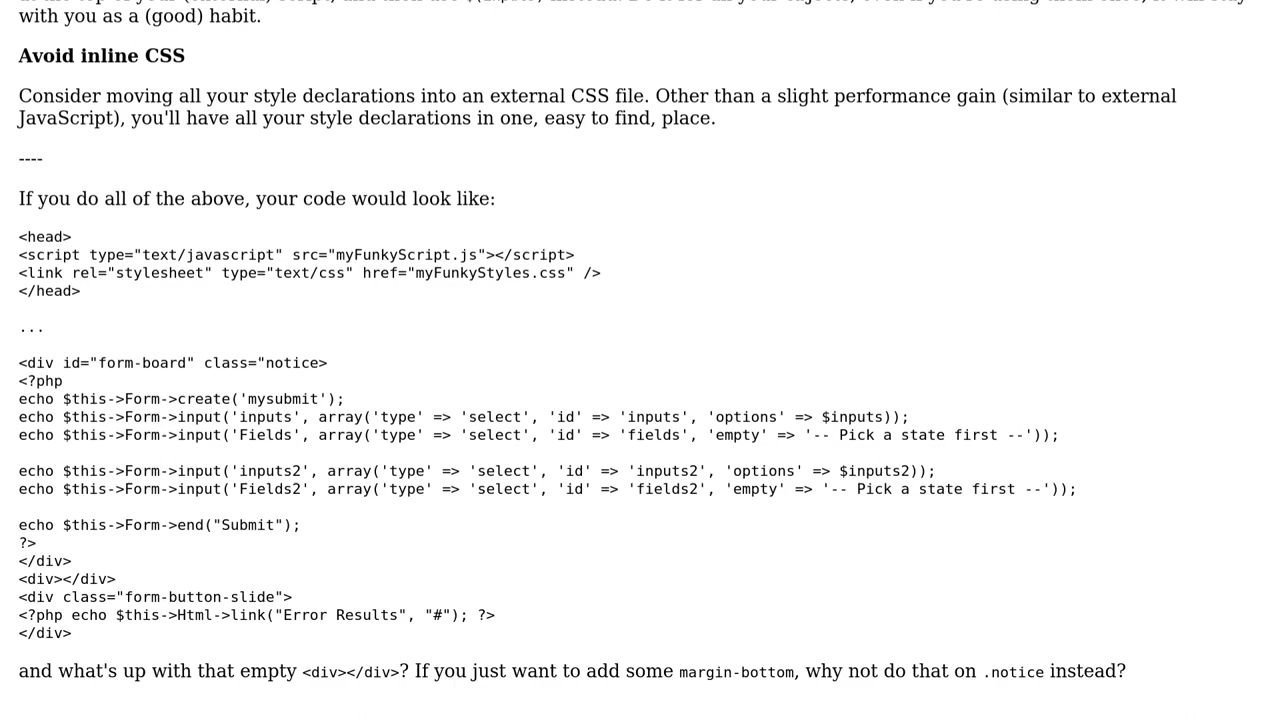 with you as a (good) habit.
Avoid inline CSS
Consider moving all your style declarations into an external CSS file. Other than a slight performance gain (similar to external
JavaScript), you'll have all your style declarations in one, easy to find, place.
----
If you do all of the above, your code would look like:
<head>
<script type="text/javascript" src="myFunkyScript.js"></script>
<link rel="stylesheet" type="text/css" href="myFunkyStyles.css" />
</head>
...
<div id="form-board" class="notice>
<?php
echo $this->Form->create('mysubmit');
echo $this->Form->input('inputs', array('type' => 'select', 'id' => 'inputs', 'options' => $inputs));
echo $this->Form->input('Fields', array('type' => 'select', 'id' => 'fields', 'empty' => '-- Pick a state first --'));
echo $this->Form->input('inputs2', array('type' => 'select', 'id' => 'inputs2', 'options' => $inputs2));
echo $this->Form->input('Fields2', array('type' => 'select', 'id' => 'fields2', 'empty' => '-- Pick a state first --'));
echo $this->Form->end("Submit");
?>
</div>
<div></div>
<div class="form-button-slide">
<?php echo $this->Html->link("Error Results", "#"); ?>
</div>
and what's up with that empty <div></div>? If you just want to add some margin-bottom, why not do that on .notice instead?